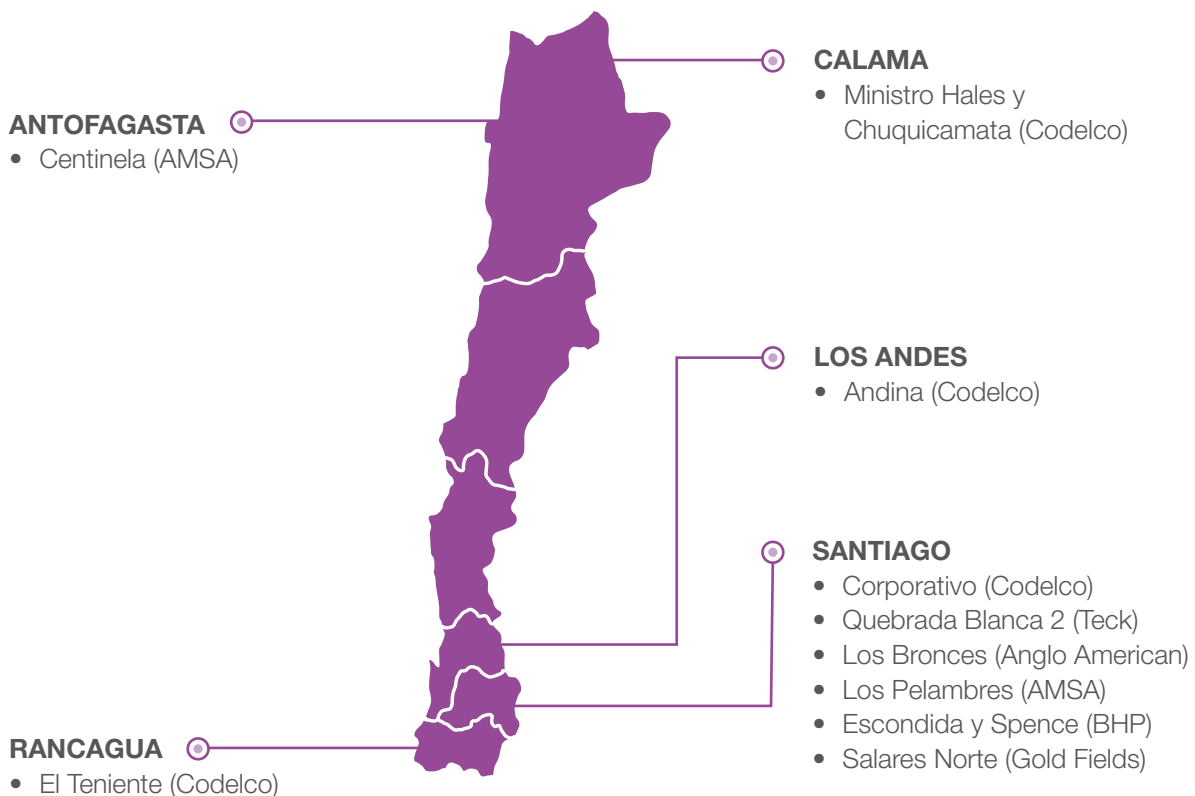 CALAMA
• Ministro Hales y
Chuquicamata (Codelco)
ANTOFAGASTA
• Centinela (AMSA)
LOS ANDES
• Andina (Codelco)
SANTIAGO
• Corporativo (Codelco)
• Quebrada Blanca 2 (Teck)
• Los Bronces (Anglo American)
• Los Pelambres (AMSA)
• Escondida y Spence (BHP)
• Salares Norte (Gold Fields)
RANCAGUA
• El Teniente (Codelco)